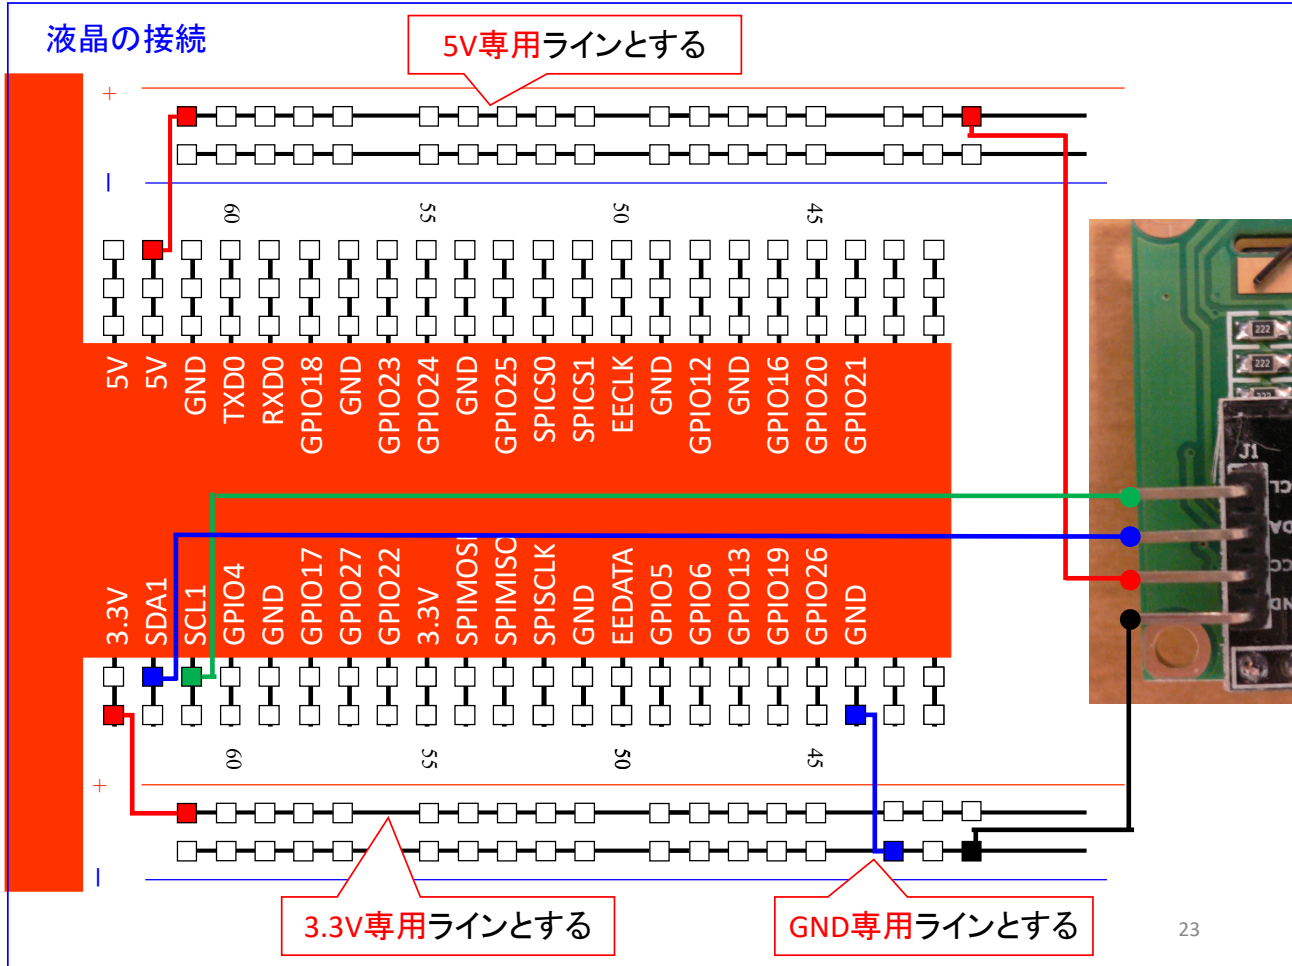 液晶の接続
5V専用ラインとする
+
60
55
50
45
5V
5V
GND
TXD0
RXD0
GPIO18
GND
GPIO23
GPIO24
GND
GPIO25
SPICS0
SPICS1
EECLK
GND
GPIO12
GND
GPIO16
GPIO20
GPIO21
222
222
J1
3.3V
SDA1
SCL1
GPIO4
GND
GPIO17
GPIO27
GPIO22
3.3V
SPIMOSI
SPIMISO
SPISCLK
GND
EEDATA
GPIO5
GPIO6
GPIO13
GPIO19
GPIO26
GND
60
55
50
45
+
3.3V専用ラインとする
GND専用ラインとする
23